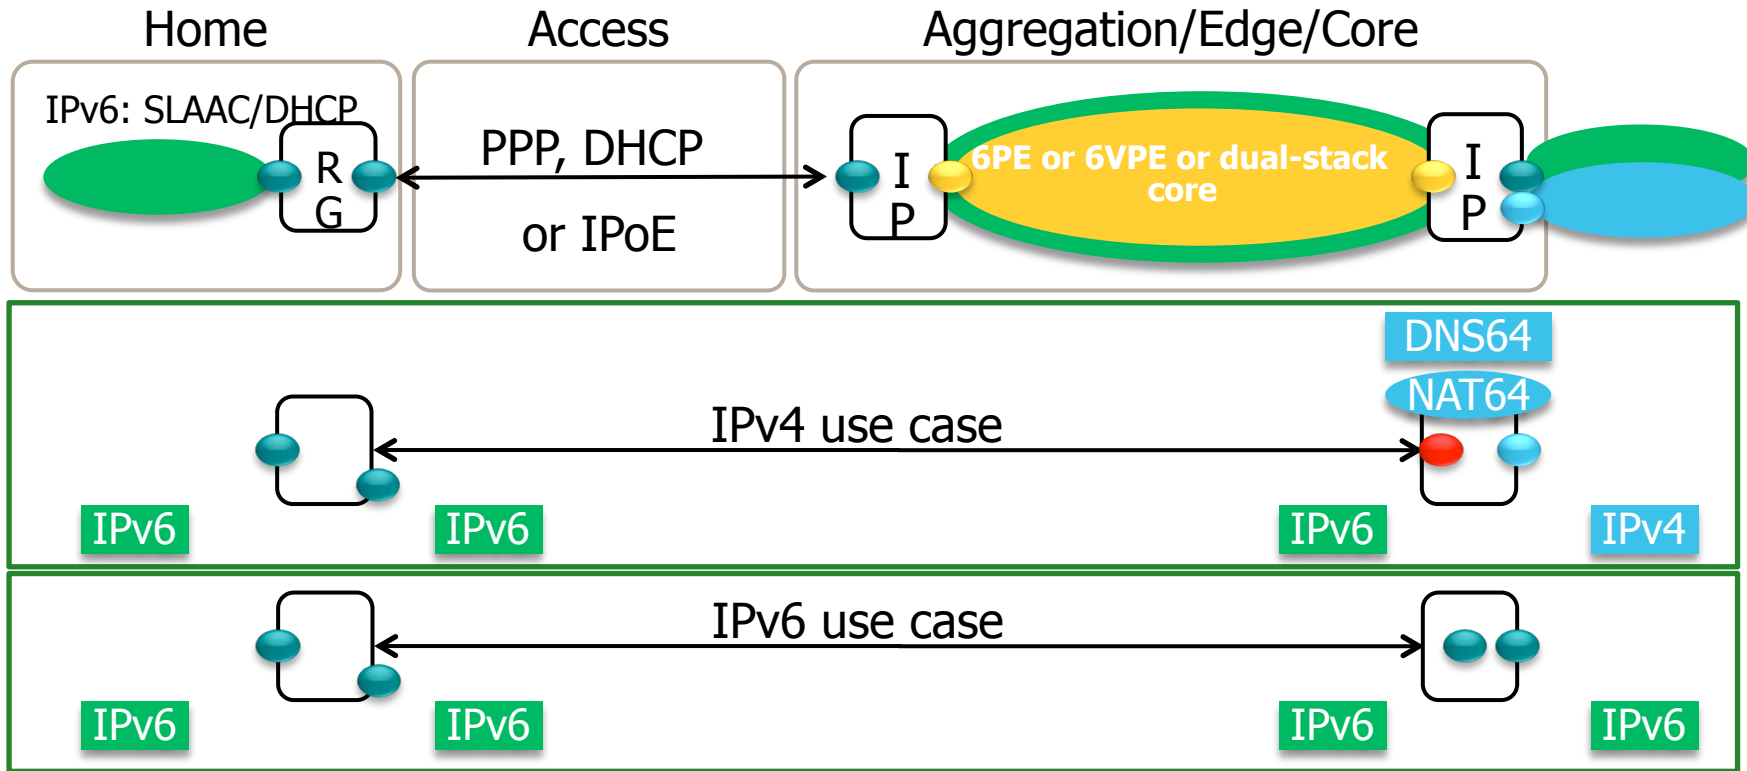 Home
Access
Aggregation/Edge/Core
IPv6: SLAAC/DHCP
R
G
PPP, DHCP
or IPoE
I
P
6PE or 6VPE or dual-stack
core
I
P
DNS64
NAT64
IPv4 use case
IPv6
IPv6
IPv6
IPv4
IPv6 use case
IPv6
IPv6
IPv6
IPv6